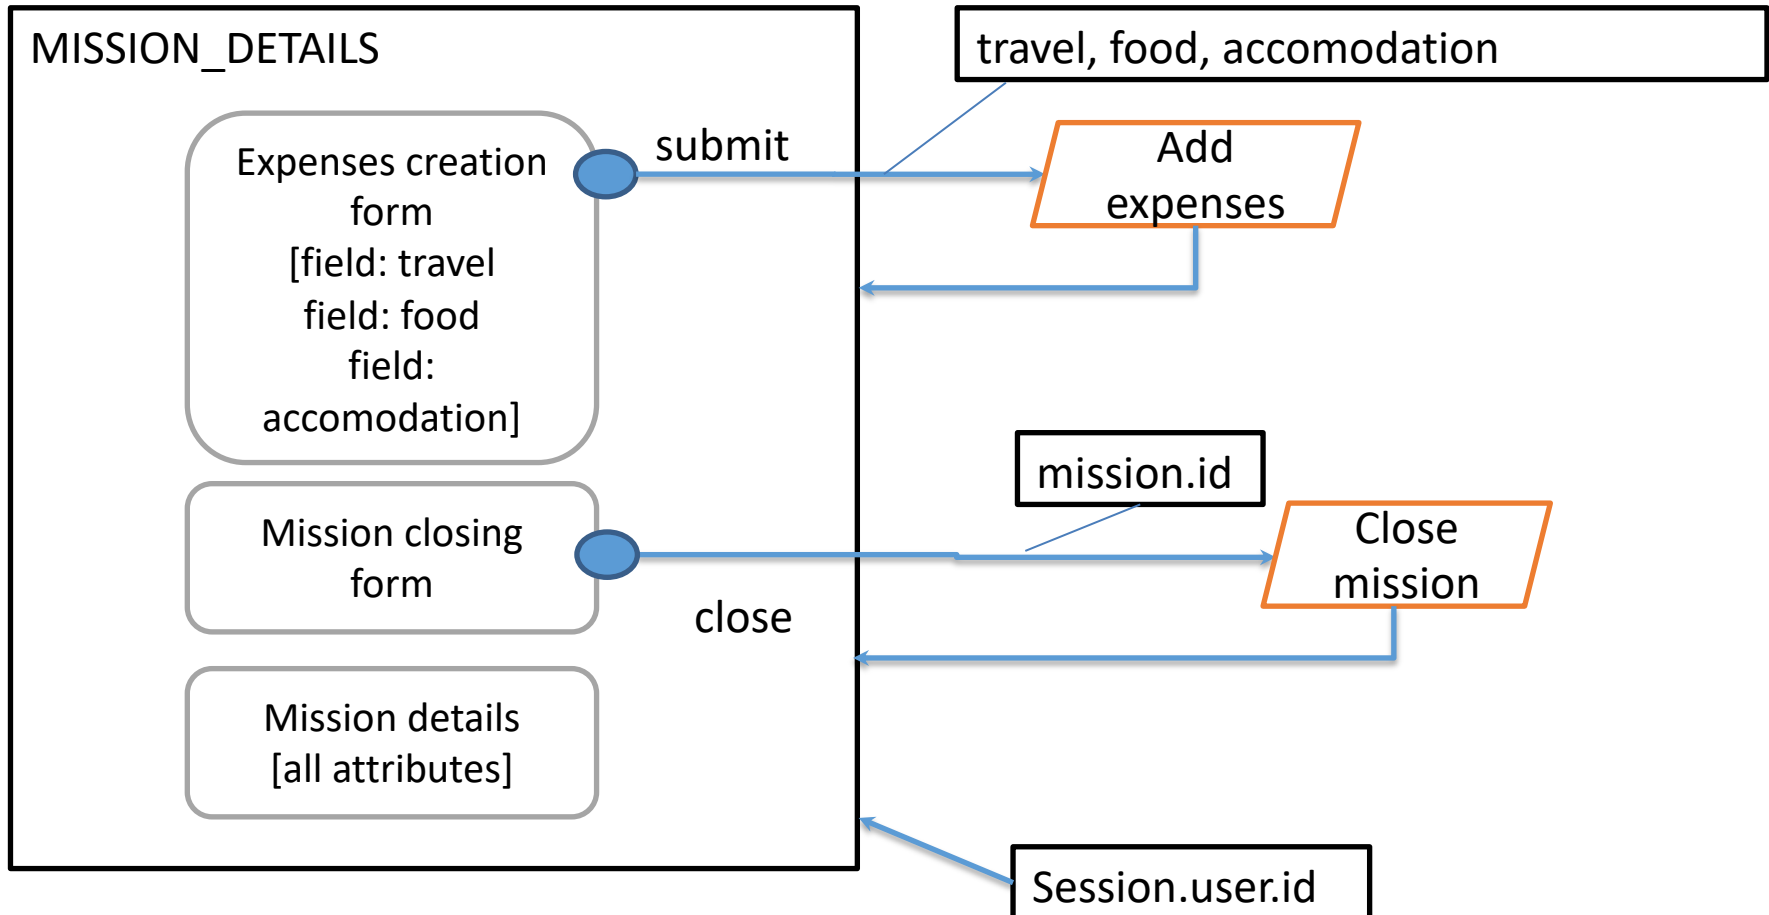 MISSION_DETAILS
travel, food, accomodation
Expenses creation
form
[field: travel
field: food
field:
accomodation]
submit
Add
expenses
mission.id
Mission closing
form
close
Close
mission
Mission details
[all attributes]
Session.user.id